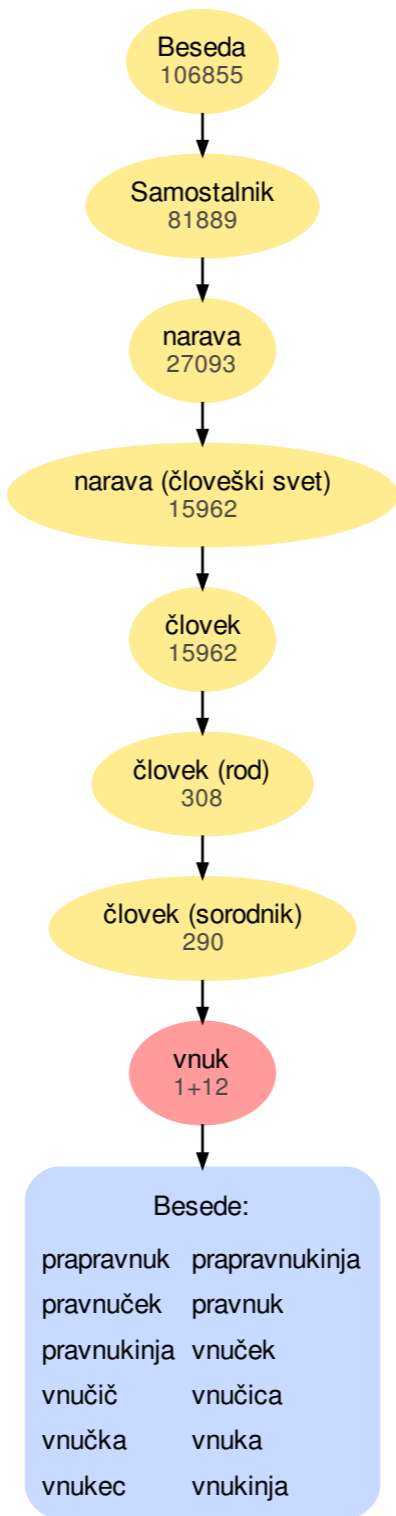 Beseda
106855
Samostalnik
81889
narava
27093
narava (človeški svet)
15962
človek
15962
človek (rod)
308
človek (sorodnik)
290
vnuk
1+12
Besede:
prapravnuk prapravnukinja
pravnuček pravnuk
pravnukinja vnuček
vnučič vnučica
vnučka vnuka
vnukec vnukinja